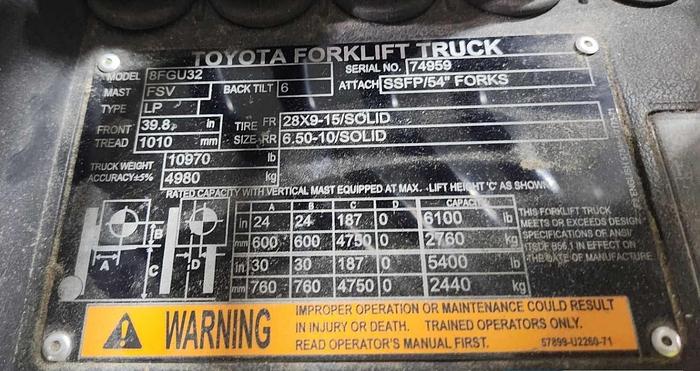 TOYOTA FORKLIFT TRUCK
MODEL 8FGU32 SERIAL NO. 74959
MAST FSV BACK TILT 6 ATTACH SSFP/54" FORKS
TYPE LP
FRONT TREAD 39.8 in TIRE SIZE FR 28X9-15/SOLID
1010 mm RR 6.50-10/SOLID
TRUCK WEIGHT 10970 lb
ACCURACY±5% 4980 kg
RATED CAPACITY WITH VERTICAL MAST EQUIPPED AT MAX. LIFT HEIGHT 'C' AS SHOWN
A B C D CAPACITY
in 24 24 187 0 6100 lb
mm 600 600 4750 0 2760 kg
in 30 30 187 0 5400 lb
mm 760 760 4750 0 2440 kg
B
A C D
THIS FORKLIFT TRUCK
MEETS OR EXCEEDS DESIGN
SPECIFICATIONS OF ANSI
ITSDF B56.1 IN EFFECT ON
THE DATE OF MANUFACTURE
WARNING
IMPROPER OPERATION OR MAINTENANCE COULD RESULT
IN INJURY OR DEATH. TRAINED OPERATORS ONLY.
READ OPERATOR'S MANUAL FIRST. 57899-U2260-71